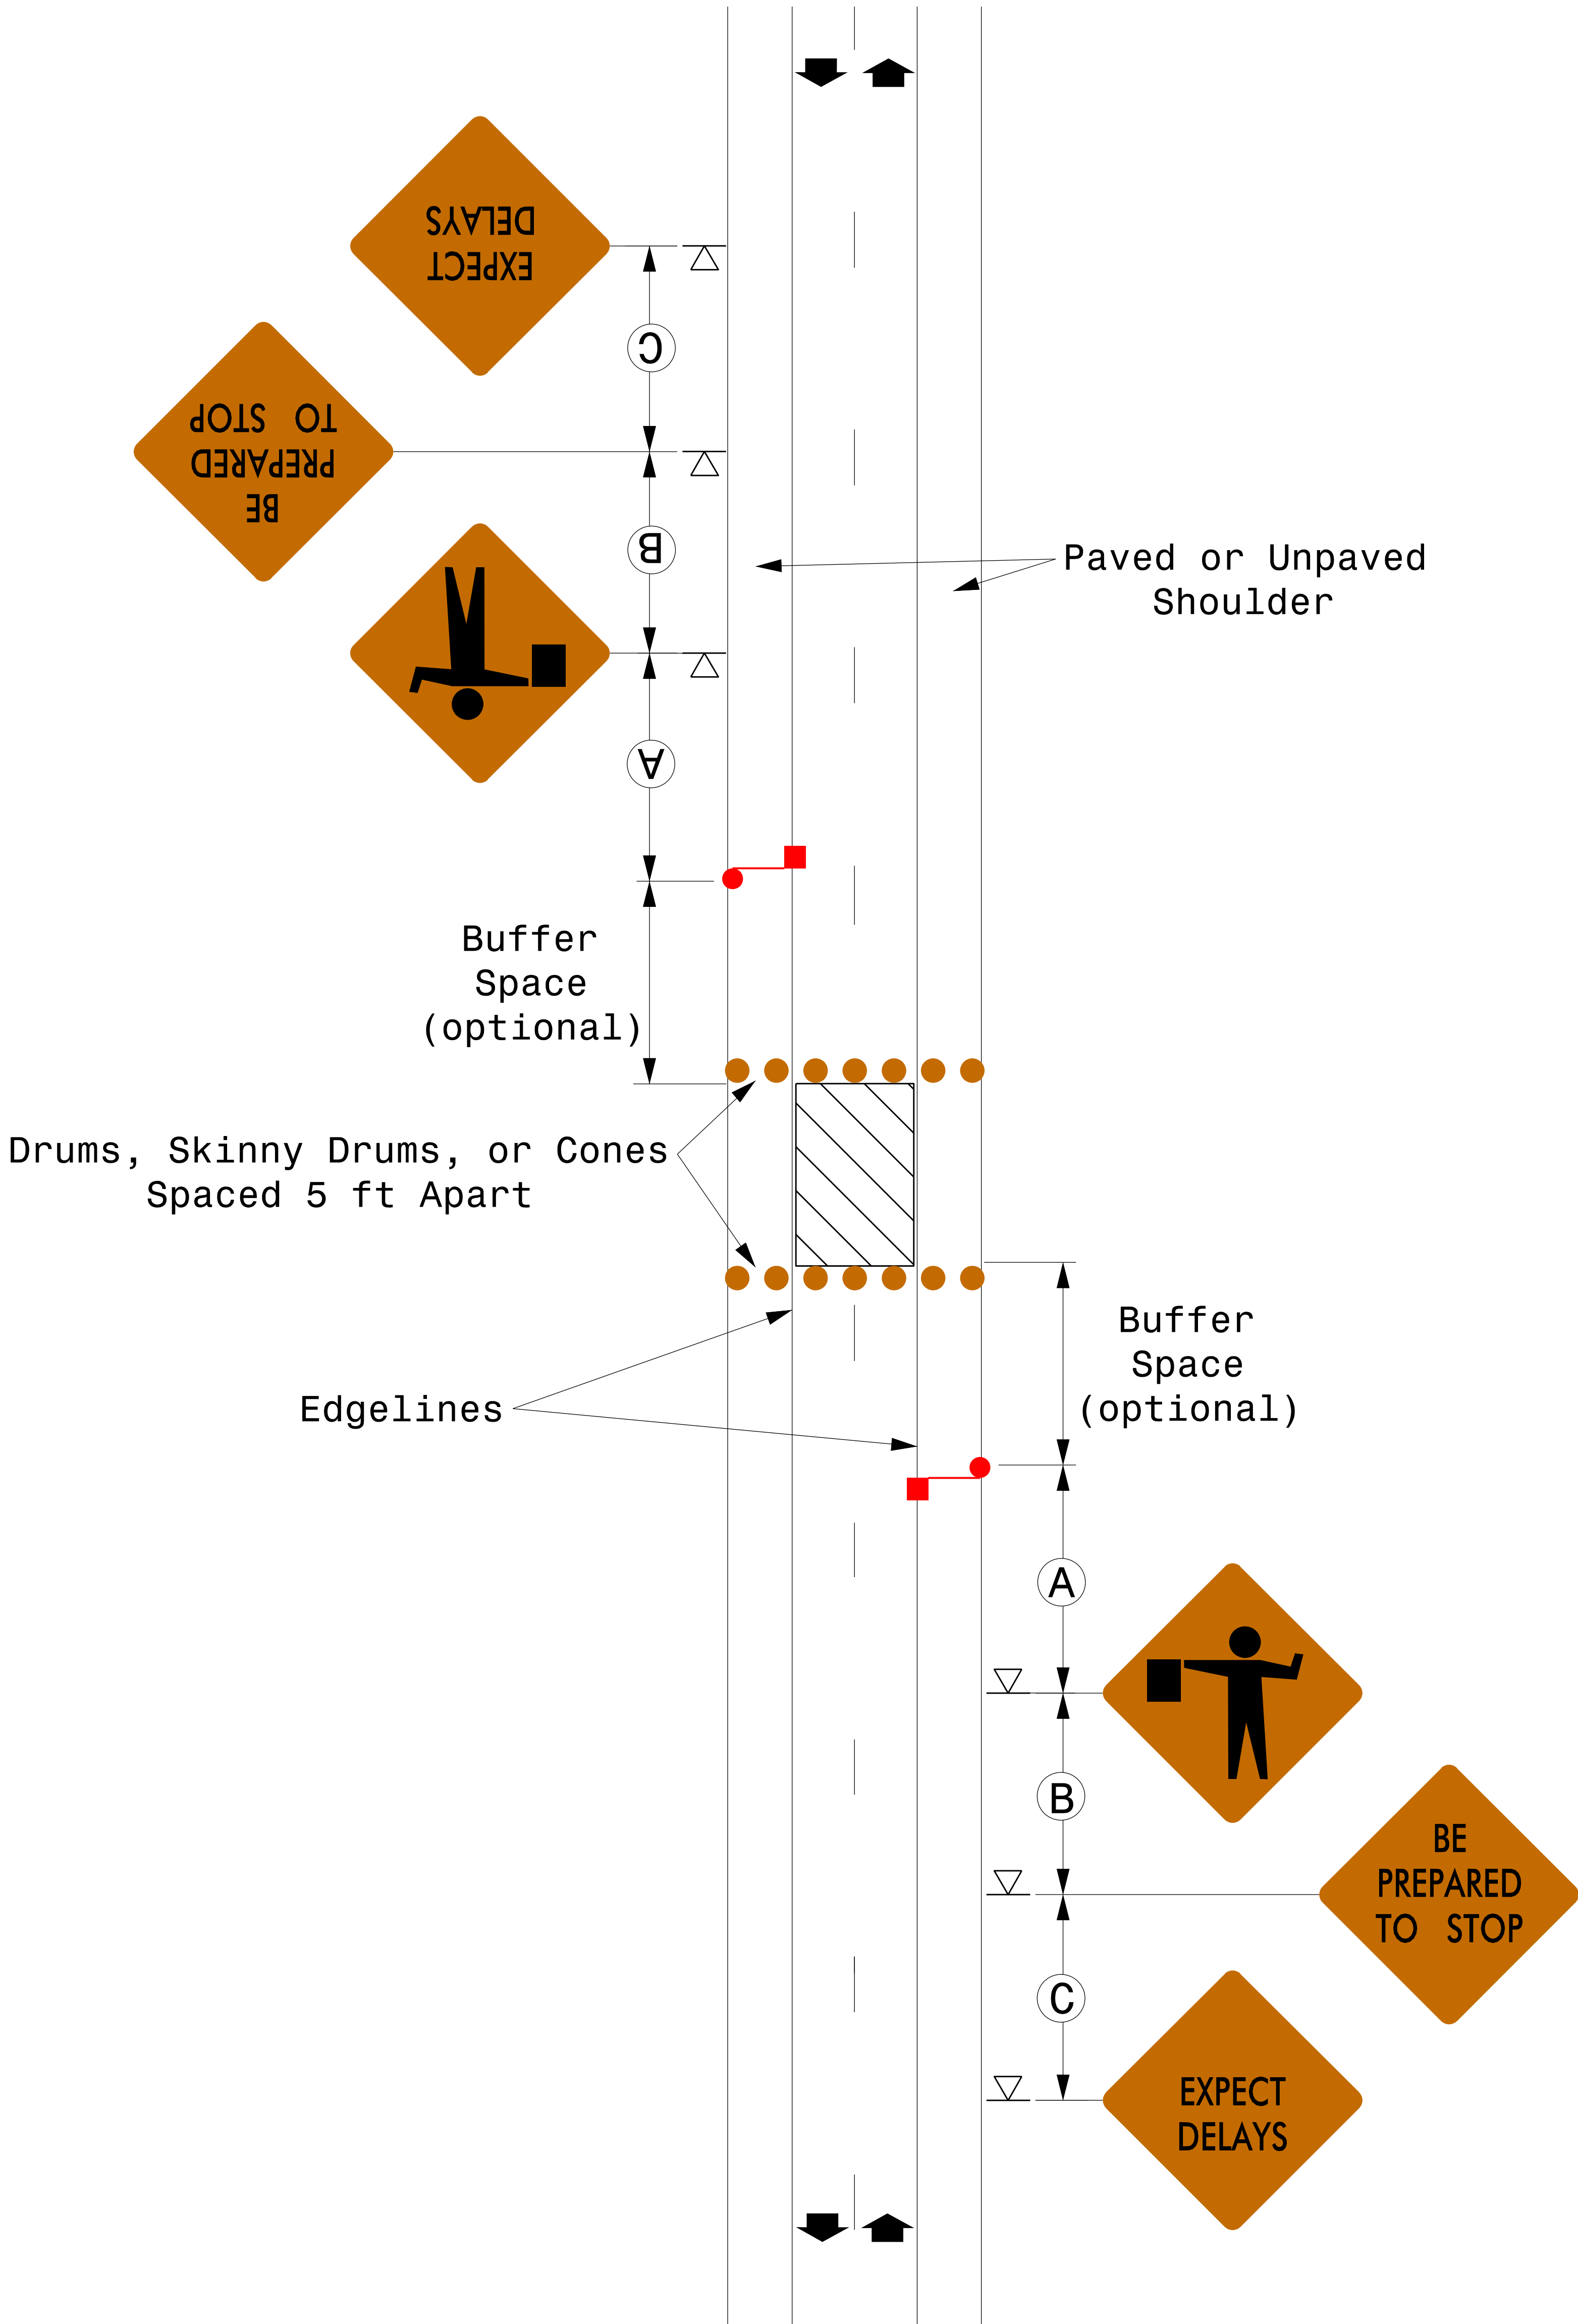 EXPECT
DELAYS
C
BE
PREPARED
TO STOP
B
Paved or Unpaved
Shoulder
A
Buffer
Space
(optional)
Drums, Skinny Drums, or Cones
Spaced 5 ft Apart
Buffer
Space
(optional)
Edgelines
A
B
BE
PREPARED
TO STOP
C
EXPECT
DELAYS